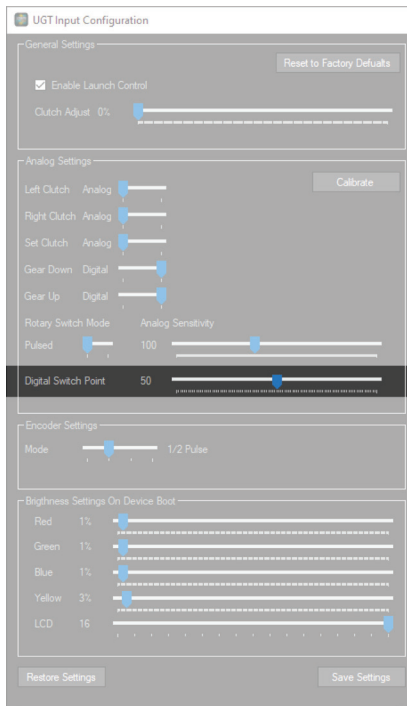 UGT Input Configuration
General Settings
Reset to Factory Defualts
Enable Launch Control
Clutch Adjust 0%
Analog Settings
Calibrate
Left Clutch Analog
Right Clutch Analog
Set Clutch Analog
Gear Down Digital
Gear Up Digital
Rotary Switch Mode Analog Sensitivity
Pulsed 100
Digital Switch Point 50
Encoder Settings
Mode 1/2 Pulse
Brigthness Settings On Device Boot
Red 1%
Green 1%
Blue 1%
Yellow 3%
LCD 16
Restore Settings Save Settings